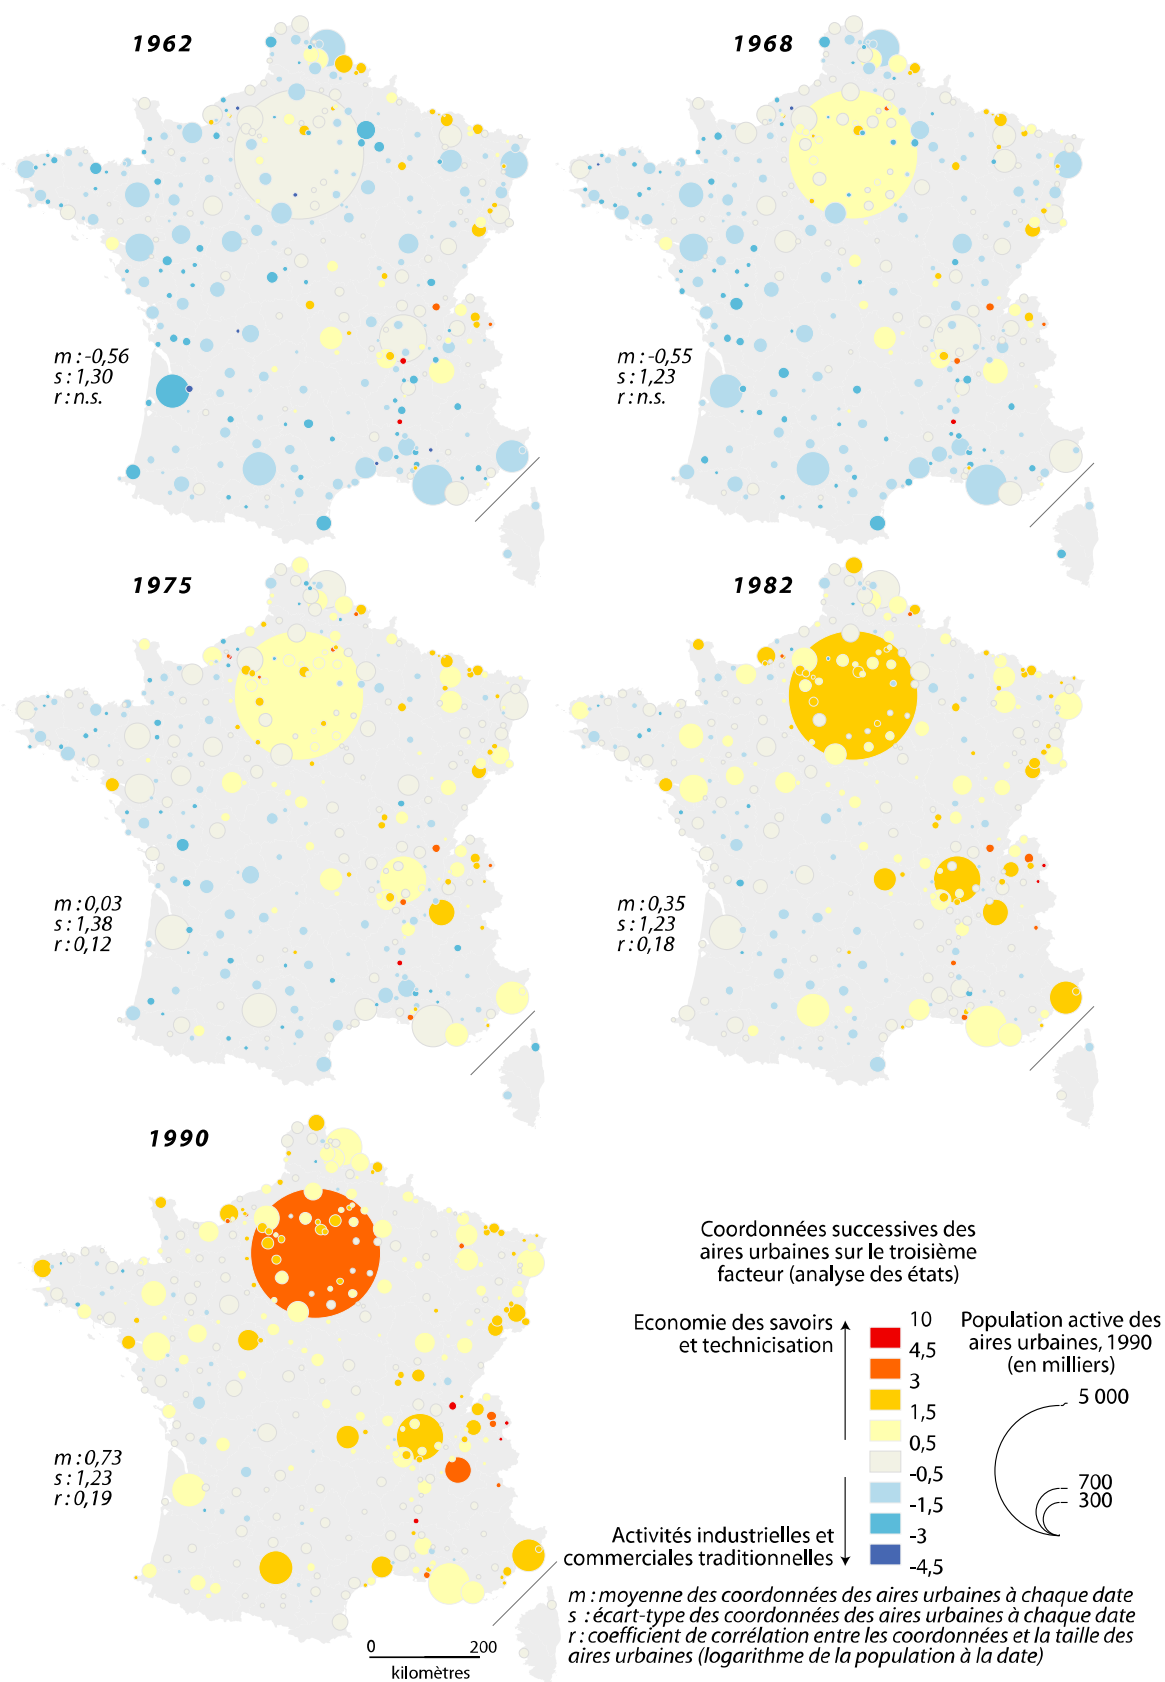 1962
m : -0,56
s : 1,30
r : n.s.
1968
m : -0,55
s : 1,23
r : n.s.
1975
m : 0,03
s : 1,38
r : 0,12
1982
m : 0,35
s : 1,23
r : 0,18
1990
m : 0,73
s : 1,23
r : 0,19
0 200
kilomètres
Coordonnées successives des
aires urbaines sur le troisième
facteur (analyse des états)
Economie des savoirs
et technicisation
Activités industrielles et
commerciales traditionnelles
10
4,5
3
1,5
0,5
-0,5
-1,5
-3
-4,5
Population active des
aires urbaines, 1990
(en milliers)
5 000
700
300
m : moyenne des coordonnées des aires urbaines à chaque date
s : écart-type des coordonnées des aires urbaines à chaque date
r : coefficient de corrélation entre les coordonnées et la taille des
aires urbaines (logarithme de la population à la date)